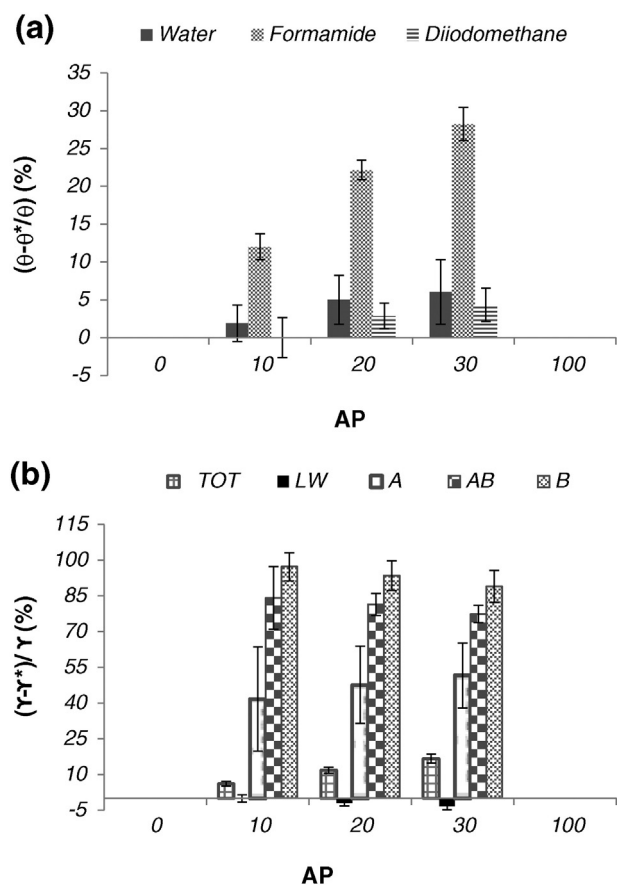 (a)
Water Formamide Diiodomethane
35
30
25
20
15
10
5
0
-5
(θ-θ*/θ) (%)
0 10 20 30 100
AP
(b)
TOT LW A AB B
115
100
85
70
55
40
25
10
-5
(ϒ-ϒ*)/ ϒ (%)
0 10 20 30 100
AP